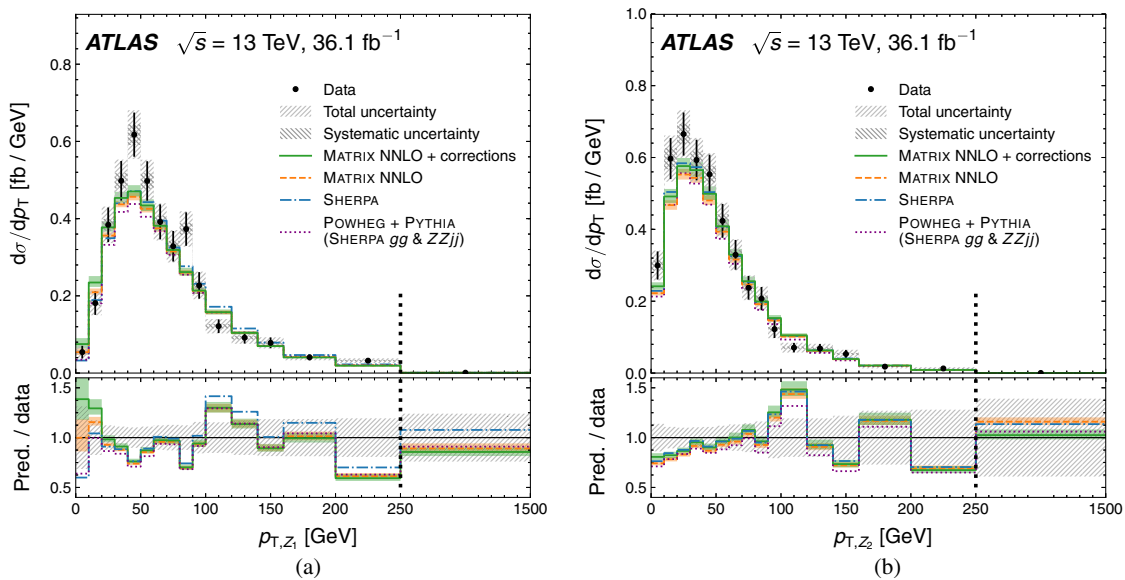 ATLAS √s = 13 TeV, 36.1 fb⁻¹
dσ/dp_T [fb / GeV]
0.8
0.6
0.4
0.2
0.0
Data
Total uncertainty
Systematic uncertainty
MATRIX NNLO + corrections
MATRIX NNLO
SHERPA
POWHEG + PYTHIA
(SHERPA gg & ZZjj)
Pred. / data
1.5
1.0
0.5
0 50 100 150 200 250 1500
p_T,Z₁ [GeV]
(a)
ATLAS √s = 13 TeV, 36.1 fb⁻¹
dσ/dp_T [fb / GeV]
1.0
0.8
0.6
0.4
0.2
0.0
Data
Total uncertainty
Systematic uncertainty
MATRIX NNLO + corrections
MATRIX NNLO
SHERPA
POWHEG + PYTHIA
(SHERPA gg & ZZjj)
Pred. / data
1.5
1.0
0.5
0 50 100 150 200 250 1500
p_T,Z₂ [GeV]
(b)